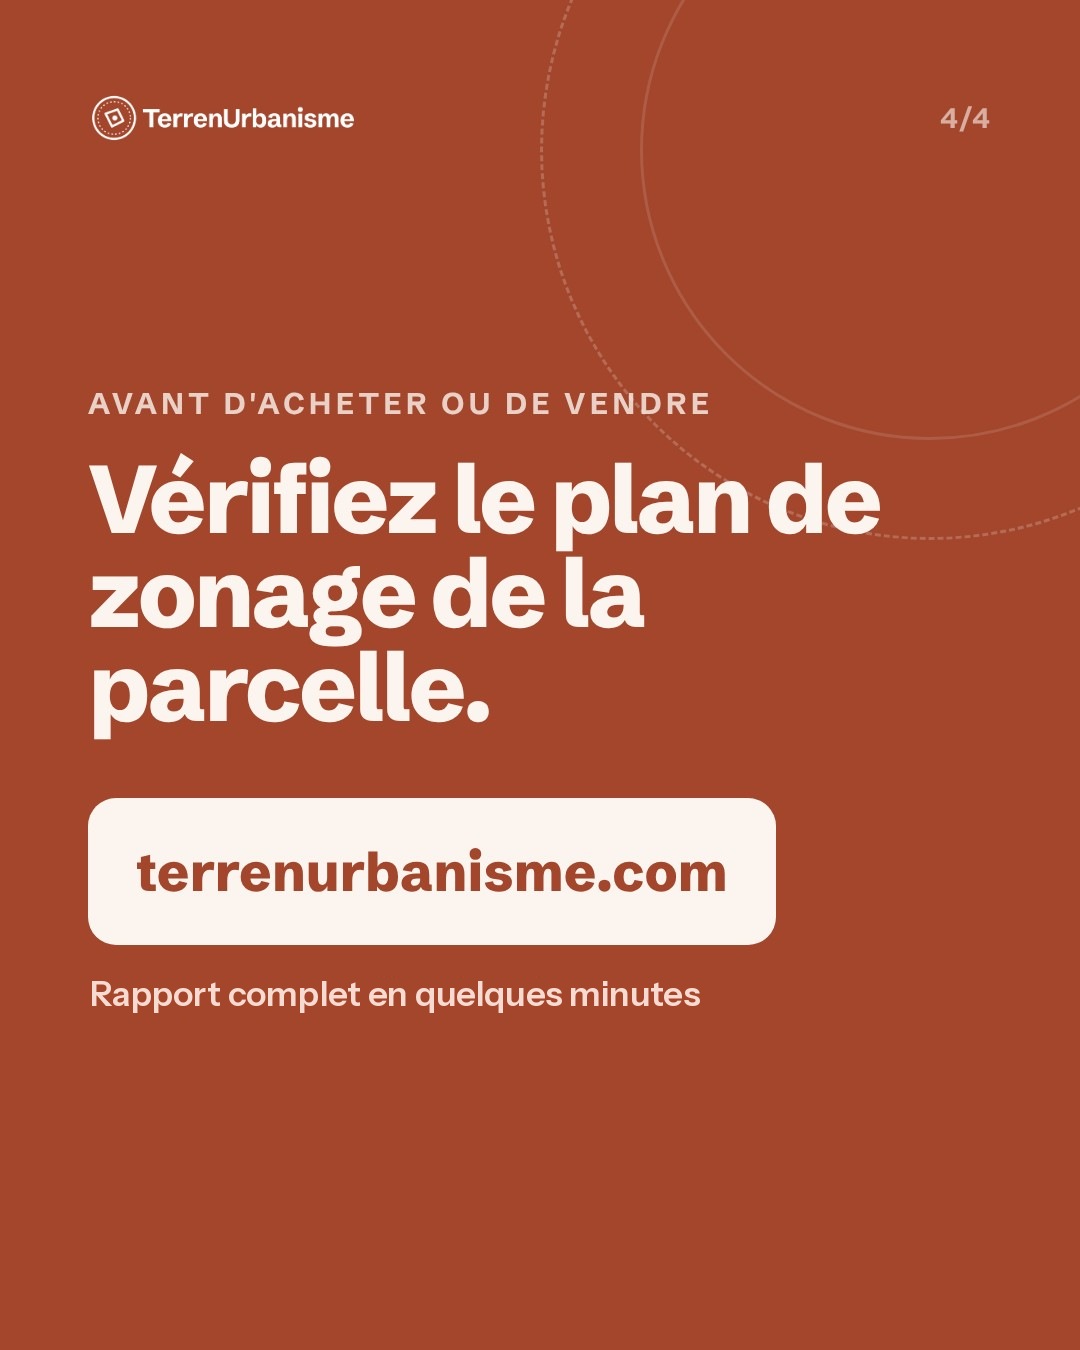 TerrenUrbanisme
4/4
AVANT D'ACHETER OU DE VENDRE
Vérifiez le plan de
zonage de la
parcelle.
terrenurbanisme.com
Rapport complet en quelques minutes